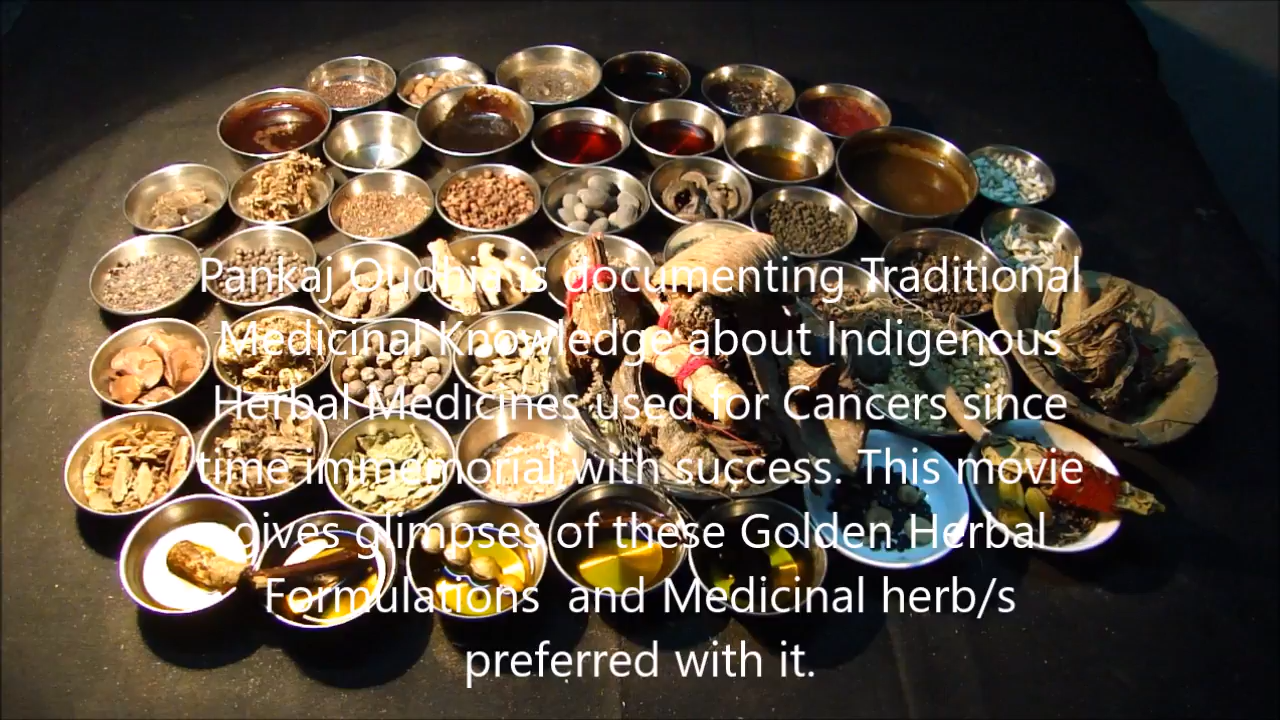 Pankaj Oudhia is documenting Traditional
Medicinal Knowledge about Indigenous
Herbal Medicines used for Cancers since
time immemorial with success. This movie
gives glimpses of these Golden Herbal
Formulations  and Medicinal herb/s
preferred with it.